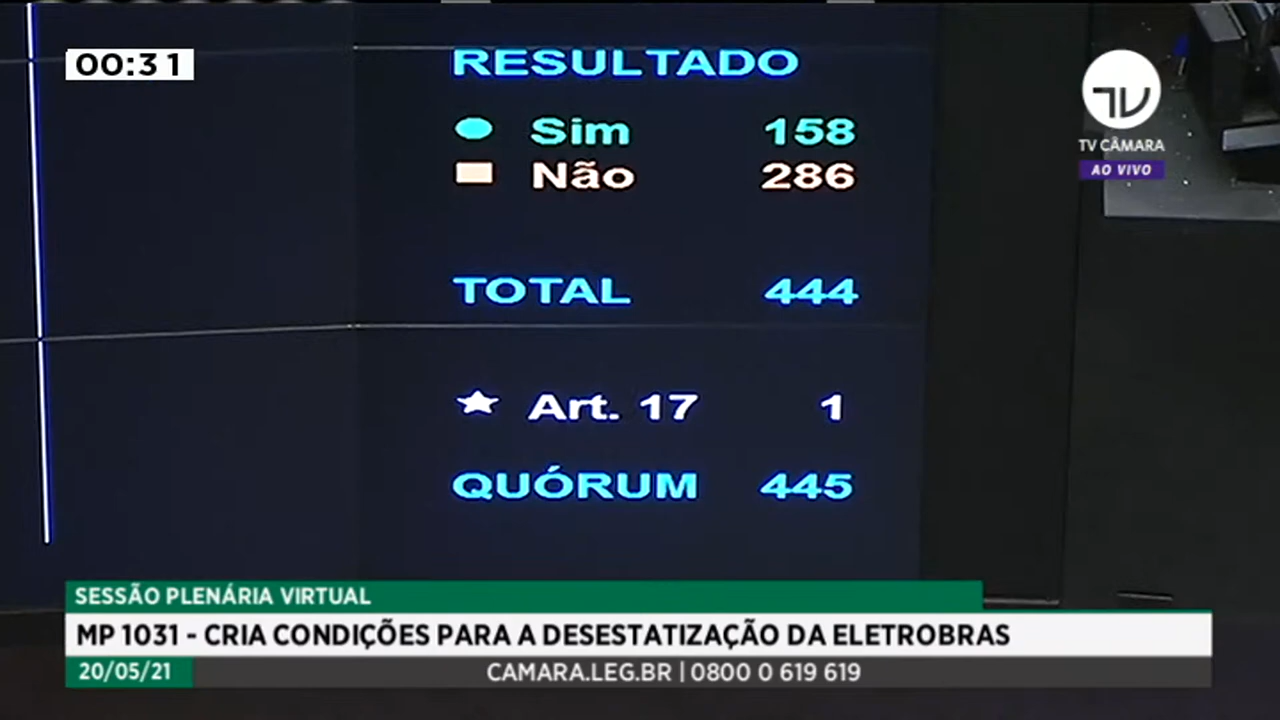 00:31
RESULTADO
Sim 158
Não 286
TOTAL 444
Art. 17 1
QUÓRUM 445
TV
TV CÂMARA
AO VIVO
SESSÃO PLENÁRIA VIRTUAL
MP 1031 - CRIA CONDIÇÕES PARA A DESESTATIZAÇÃO DA ELETROBRAS
20/05/21 CAMARA.LEG.BR | 0800 0 619 619